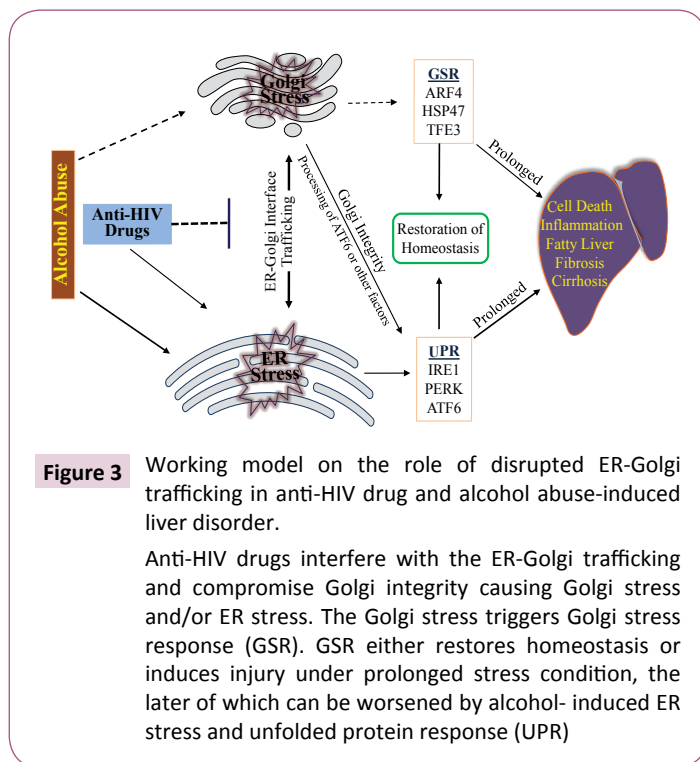 Golgi
Stress
GSR
ARF4
HSP47
TFE3
Prolonged
Alcohol Abuse
Anti-HIV
Drugs
ER-Golgi Interface
Trafficking
Golgi Integrity
Processing of ATF6 or other factors
Restoration of
Homeostasis
Cell Death
Inflammation
Fatty Liver
Fibrosis
Cirrhosis
Prolonged
ER
Stress
UPR
IRE1
PERK
ATF6
Figure 3 Working model on the role of disrupted ER-Golgi
trafficking in anti-HIV drug and alcohol abuse-induced
liver disorder.
Anti-HIV drugs interfere with the ER-Golgi trafficking
and compromise Golgi integrity causing Golgi stress
and/or ER stress. The Golgi stress triggers Golgi stress
response (GSR). GSR either restores homeostasis or
induces injury under prolonged stress condition, the
later of which can be worsened by alcohol- induced ER
stress and unfolded protein response (UPR)